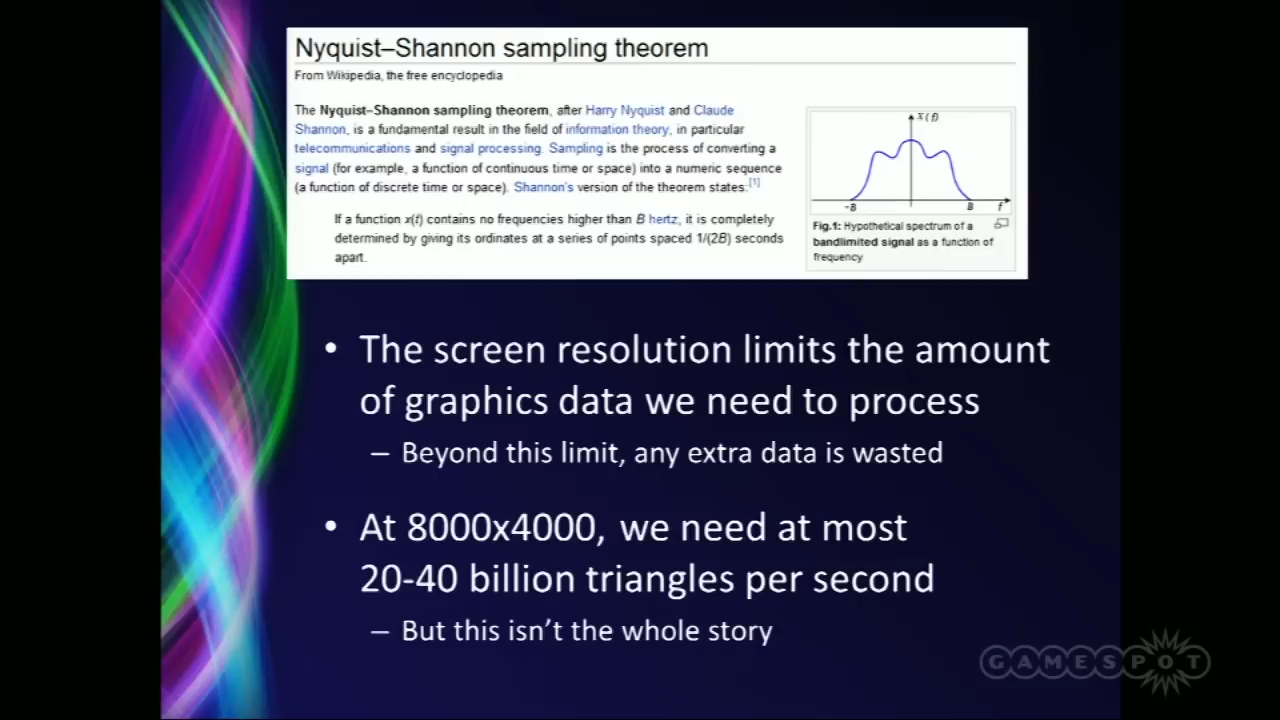 Nyquist–Shannon sampling theorem
From Wikipedia, the free encyclopedia
The Nyquist–Shannon sampling theorem, after Harry Nyquist and Claude
Shannon, is a fundamental result in the field of information theory, in particular
telecommunications and signal processing. Sampling is the process of converting a
signal (for example, a function of continuous time or space) into a numeric sequence
(a function of discrete time or space). Shannon's version of the theorem states:[1]
If a function x(t) contains no frequencies higher than B hertz, it is completely
determined by giving its ordinates at a series of points spaced 1/(2B) seconds
apart.
X(f)
-B B f
Fig.1: Hypothetical spectrum of a
bandlimited signal as a function of
frequency
• The screen resolution limits the amount
of graphics data we need to process
– Beyond this limit, any extra data is wasted
• At 8000x4000, we need at most
20-40 billion triangles per second
– But this isn't the whole story
GAMESPOT